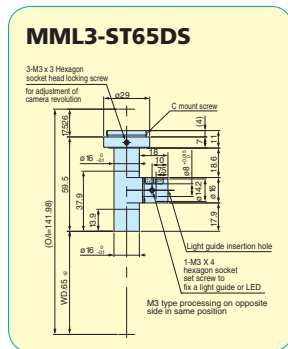 MML3-ST65DS
3-M3 x 3 Hexagon
socket head locking screw
for adjustment of
camera revolution
ø29
C mount screw
(4)
7
11
17.526
18
10
ø16
ø8
18.6
59.5
37.9
13.9
ø14.2
ø16
17.9
(O/I=141.98)
ø16
WD.65
Light guide insertion hole
1-M3 X 4
hexagon socket
set screw to
fix a light guide or LED
M3 type processing on opposite
side in same position